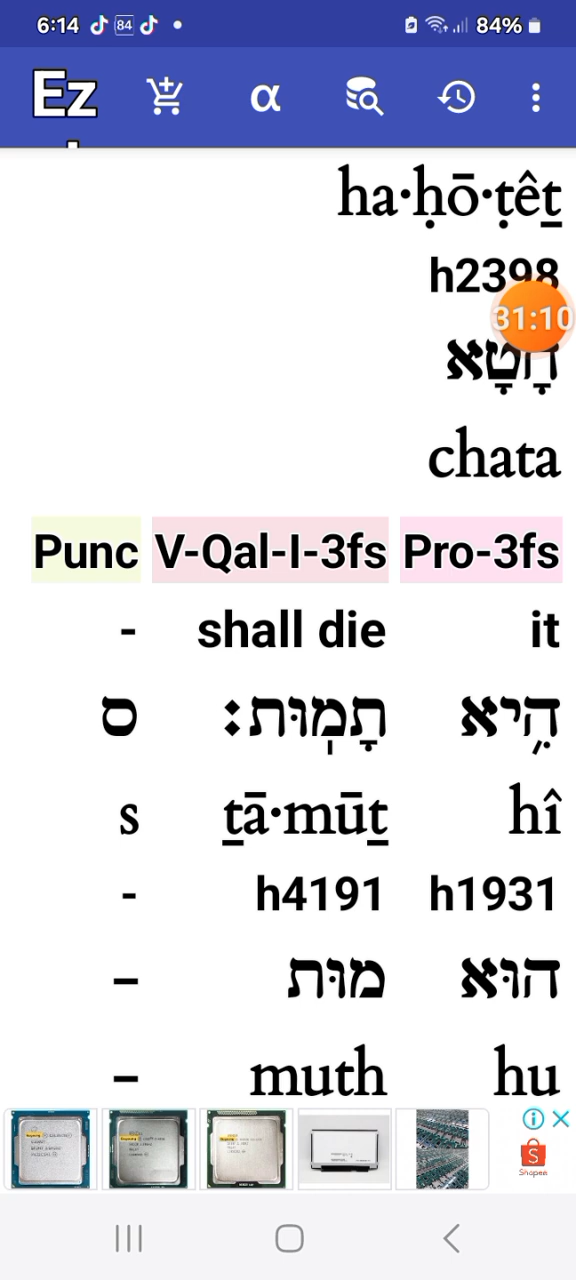 6:14 84 84%
Ez
α
ha·ḥō·ṭêṯ
h2398
31:10
חָטָא
chata
Pro-3fs V-Qal-I-3fs Punc
it shall die -
הִ֥יא תָמֽוּת׃ ס
hî ṯā·mūṯ s
h1931 h4191 -
הוּא מוּת –
hu muth –
Shopee